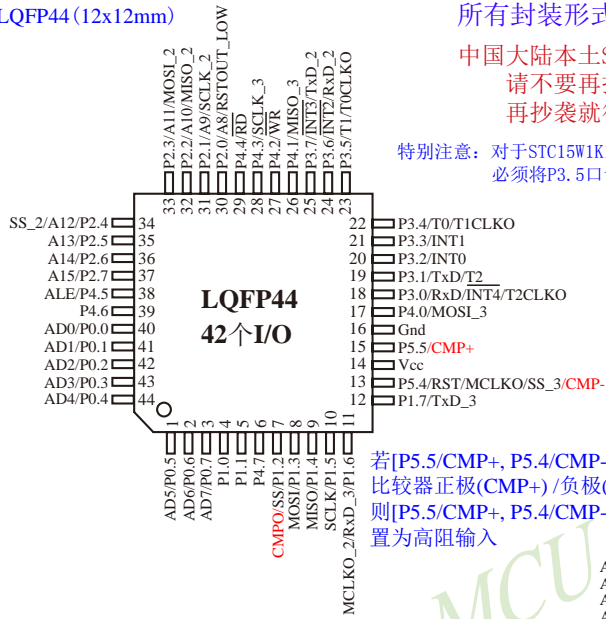 LQFP44(12x12mm)
所有封装形式
中国大陆本土S
请不要再
再抄袭就
特别注意：对于STC15W1K
必须将P3.5口
P2.3/A11/MOSI_2
P2.2/A10/MISO_2
P2.1/A9/SCLK_2
P2.0/A8/RSTOUT_LOW
P4.4/RD
P4.3/SCLK_3
P4.2/WR
P4.1/MISO_3
P3.7/INT3/TxD_2
P3.6/INT2/RxD_2
P3.5/T1/T0CLKO
33 32 31 30 29 28 27 26 25 24 23
SS_2/A12/P2.4 34
A13/P2.5 35
A14/P2.6 36
A15/P2.7 37
ALE/P4.5 38
P4.6 39
AD0/P0.0 40
AD1/P0.1 41
AD2/P0.2 42
AD3/P0.3 43
AD4/P0.4 44
LQFP44
42个I/O
22 P3.4/T0/T1CLKO
21 P3.3/INT1
20 P3.2/INT0
19 P3.1/TxD/T2
18 P3.0/RxD/INT4/T2CLKO
17 P4.0/MOSI_3
16 Gnd
15 P5.5/CMP+
14 Vcc
13 P5.4/RST/MCLKO/SS_3/CMP-
12 P1.7/TxD_3
1 2 3 4 5 6 7 8 9 10 11
AD5/P0.5
AD6/P0.6
AD7/P0.7
P1.0
P1.1
P4.7
CMPO/SS/P1.2
MOSI/P1.3
MISO/P1.4
SCLK/P1.5
MCLKO_2/RxD_3/P1.6
若[P5.5/CMP+, P5.4/CMP-
比较器正极(CMP+) /负极(
则[P5.5/CMP+, P5.4/CMP-
置为高阻输入
MCU